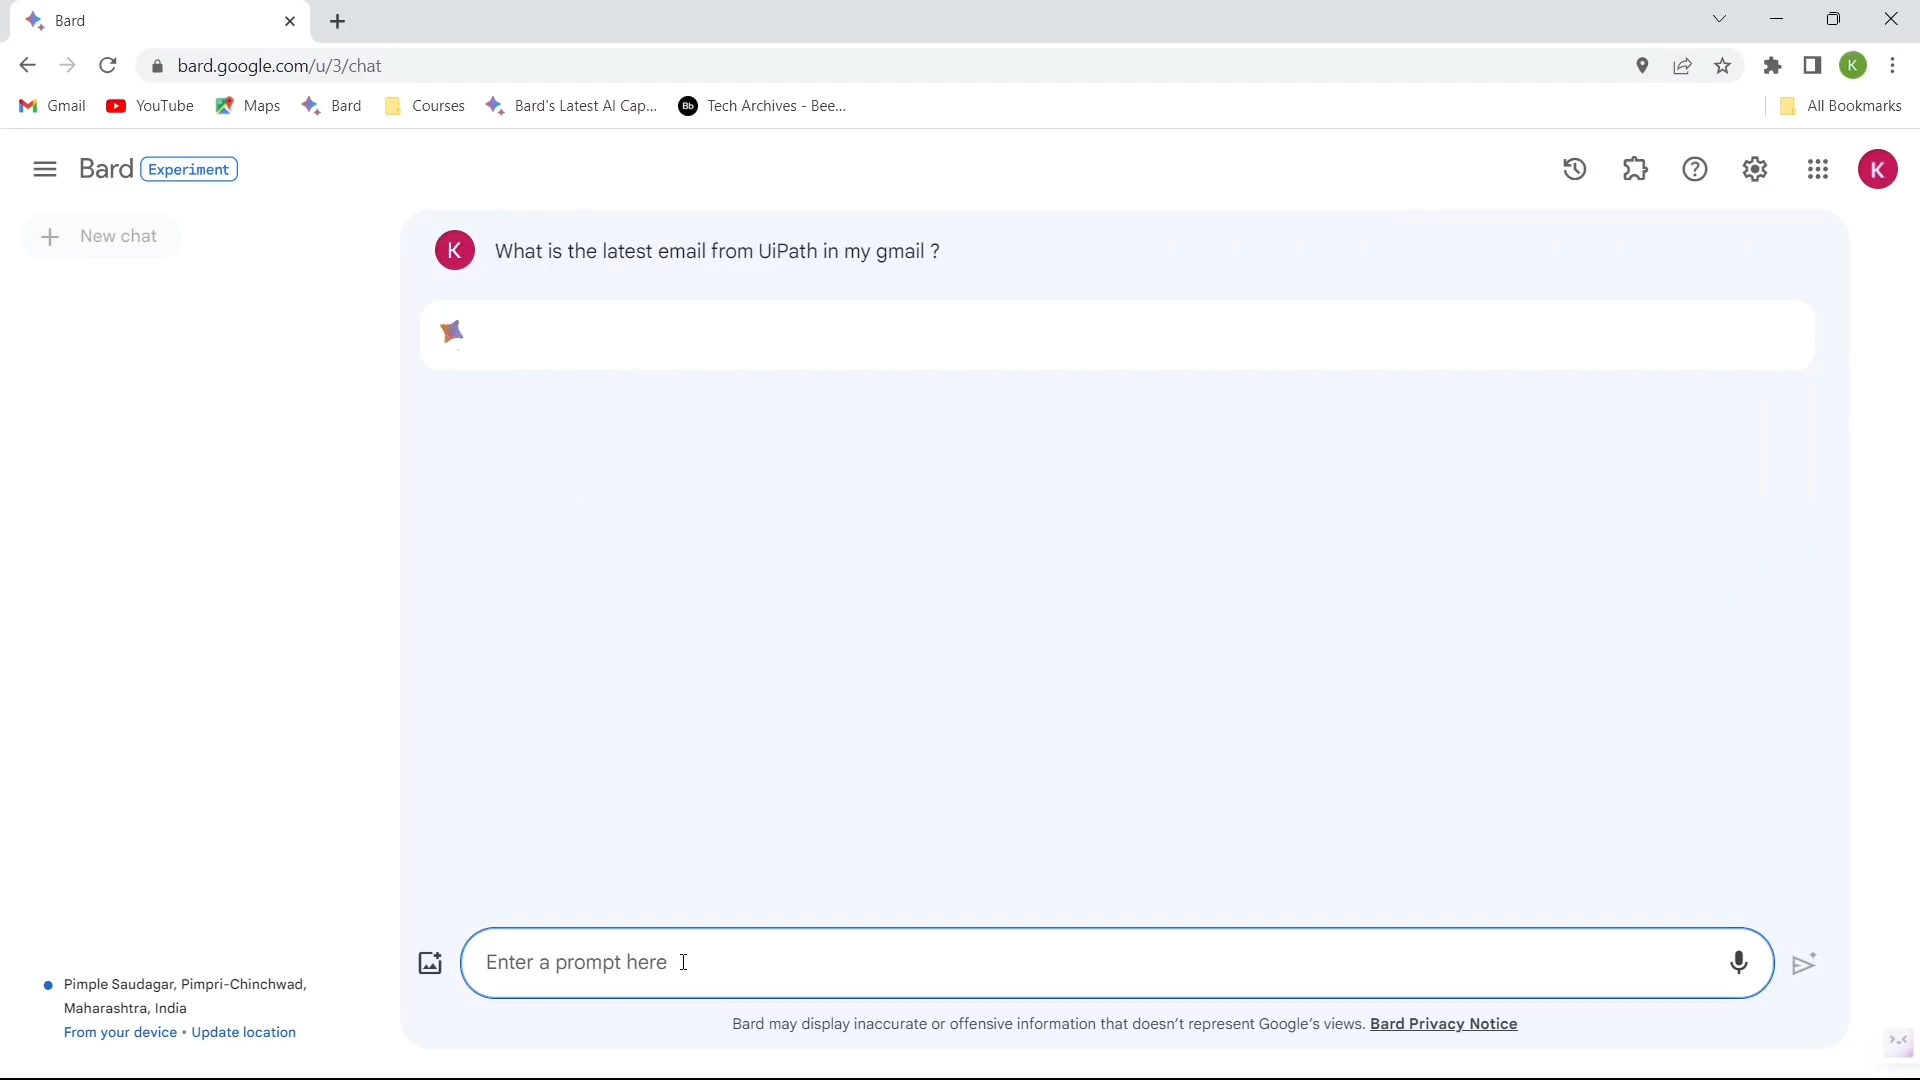 Bard
bard.google.com/u/3/chat
K
Gmail
YouTube
Maps
Bard
Courses
Bard's Latest AI Cap...
Bb
Tech Archives - Bee...
All Bookmarks
Bard Experiment
K
New chat
K
What is the latest email from UiPath in my gmail ?
Enter a prompt here
Pimple Saudagar, Pimpri-Chinchwad,
Maharashtra, India
From your device • Update location
Bard may display inaccurate or offensive information that doesn't represent Google's views. Bard Privacy Notice